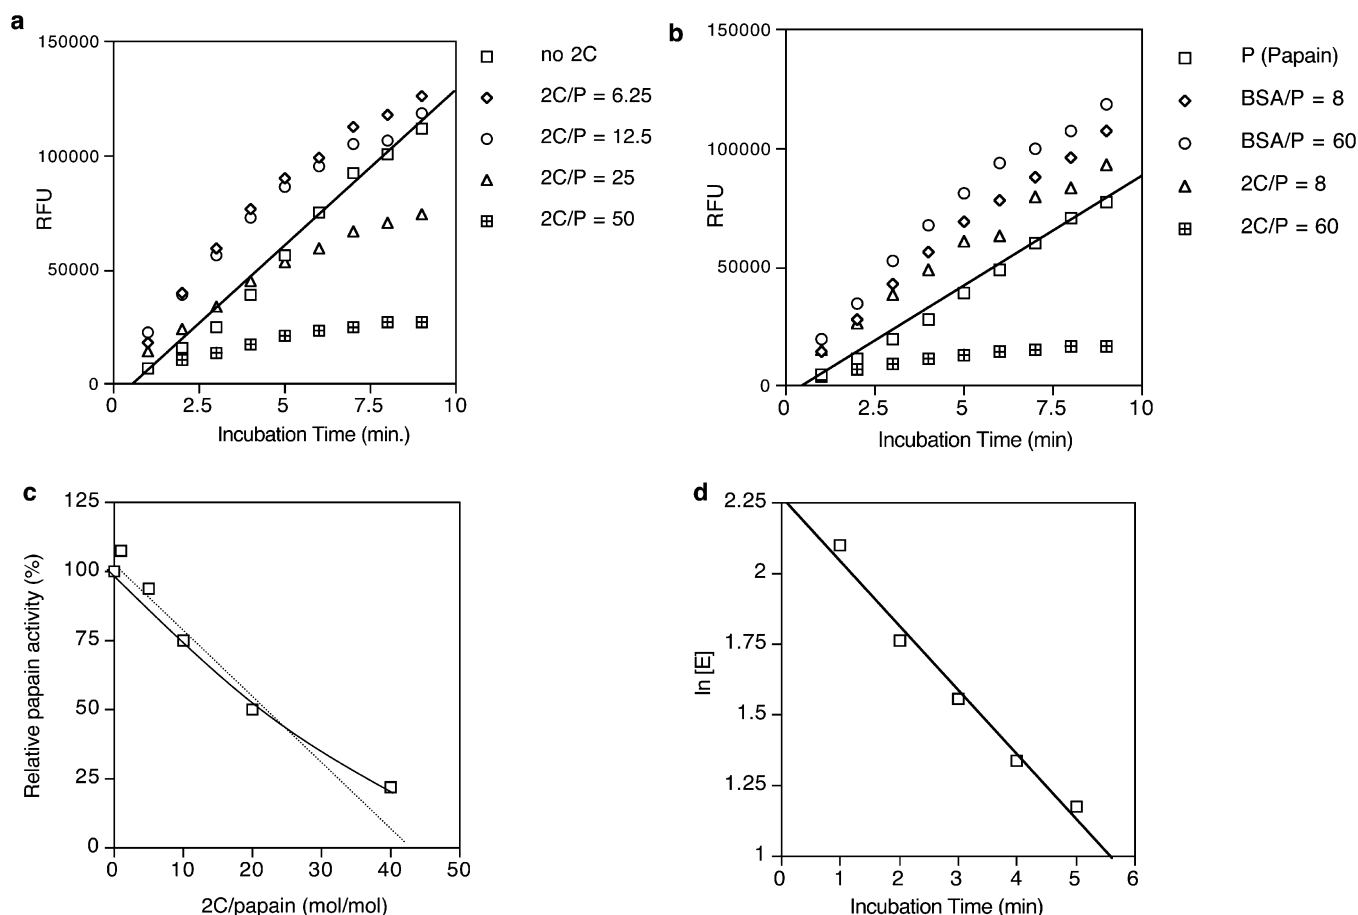 a
150000
100000
50000
0
RFU
0 2.5 5 7.5 10
Incubation Time (min.)
no 2C
2C/P = 6.25
2C/P = 12.5
2C/P = 25
2C/P = 50
b
150000
100000
50000
0
RFU
0 2.5 5 7.5 10
Incubation Time (min)
P (Papain)
BSA/P = 8
BSA/P = 60
2C/P = 8
2C/P = 60
c
125
100
75
50
25
0
Relative papain activity (%)
0 10 20 30 40 50
2C/papain (mol/mol)
d
2.25
2
1.75
1.5
1.25
1
ln [E]
0 1 2 3 4 5 6
Incubation Time (min)